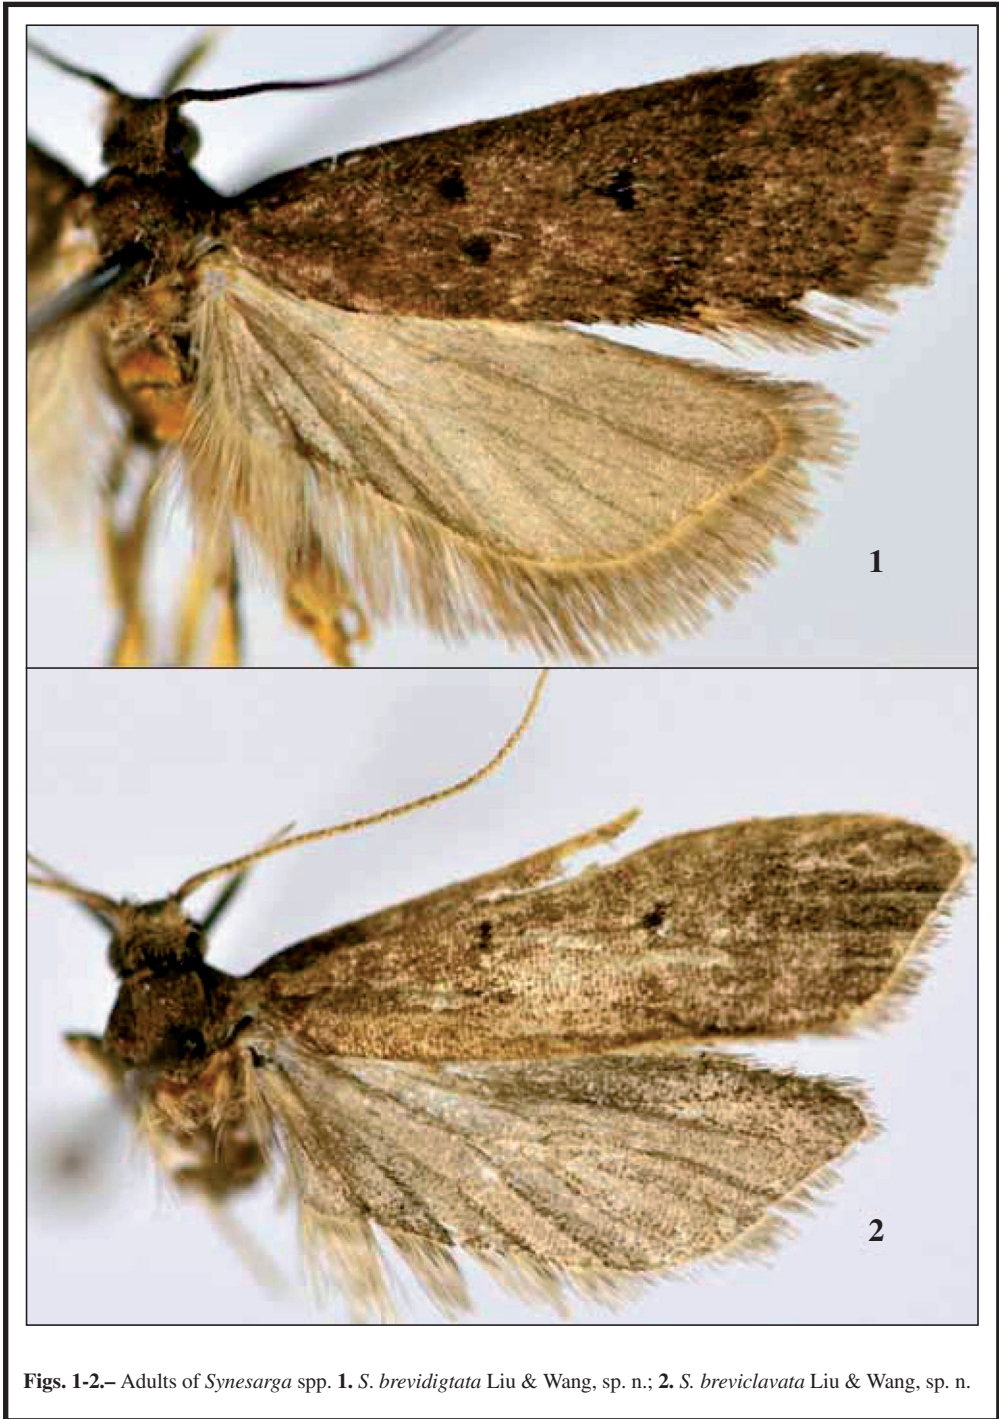 1
2
Figs. 1-2.– Adults of Synesarga spp. 1. S. brevidigtata Liu & Wang, sp. n.; 2. S. breviclavata Liu & Wang, sp. n.